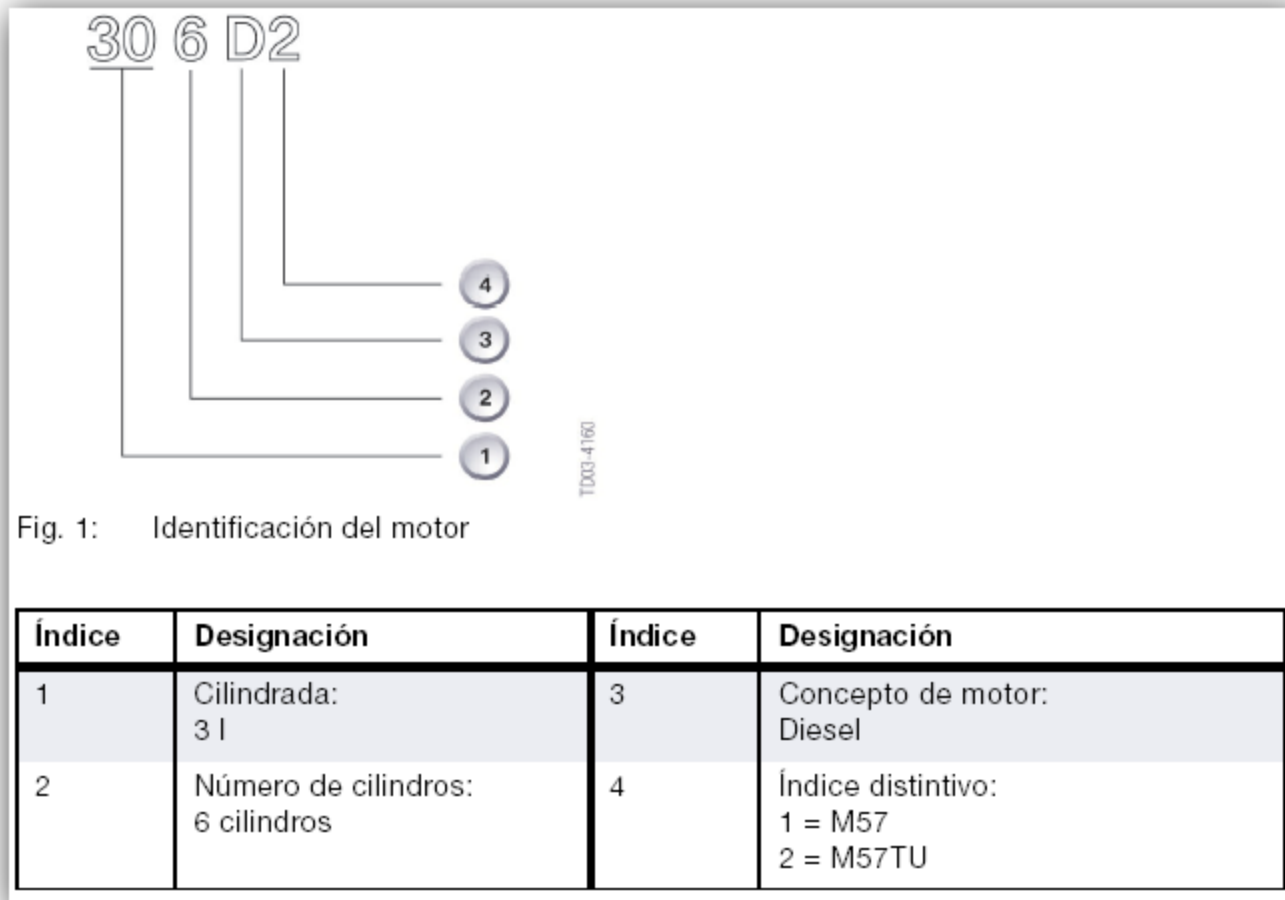 30 6 D2
4
3
2
1
TD03-4160
Fig. 1: Identificación del motor
Índice Designación Índice Designación
1 Cilindrada: 3 Concepto de motor:
3 l Diesel
2 Número de cilindros: 4 Índice distintivo:
6 cilindros 1 = M57
2 = M57TU